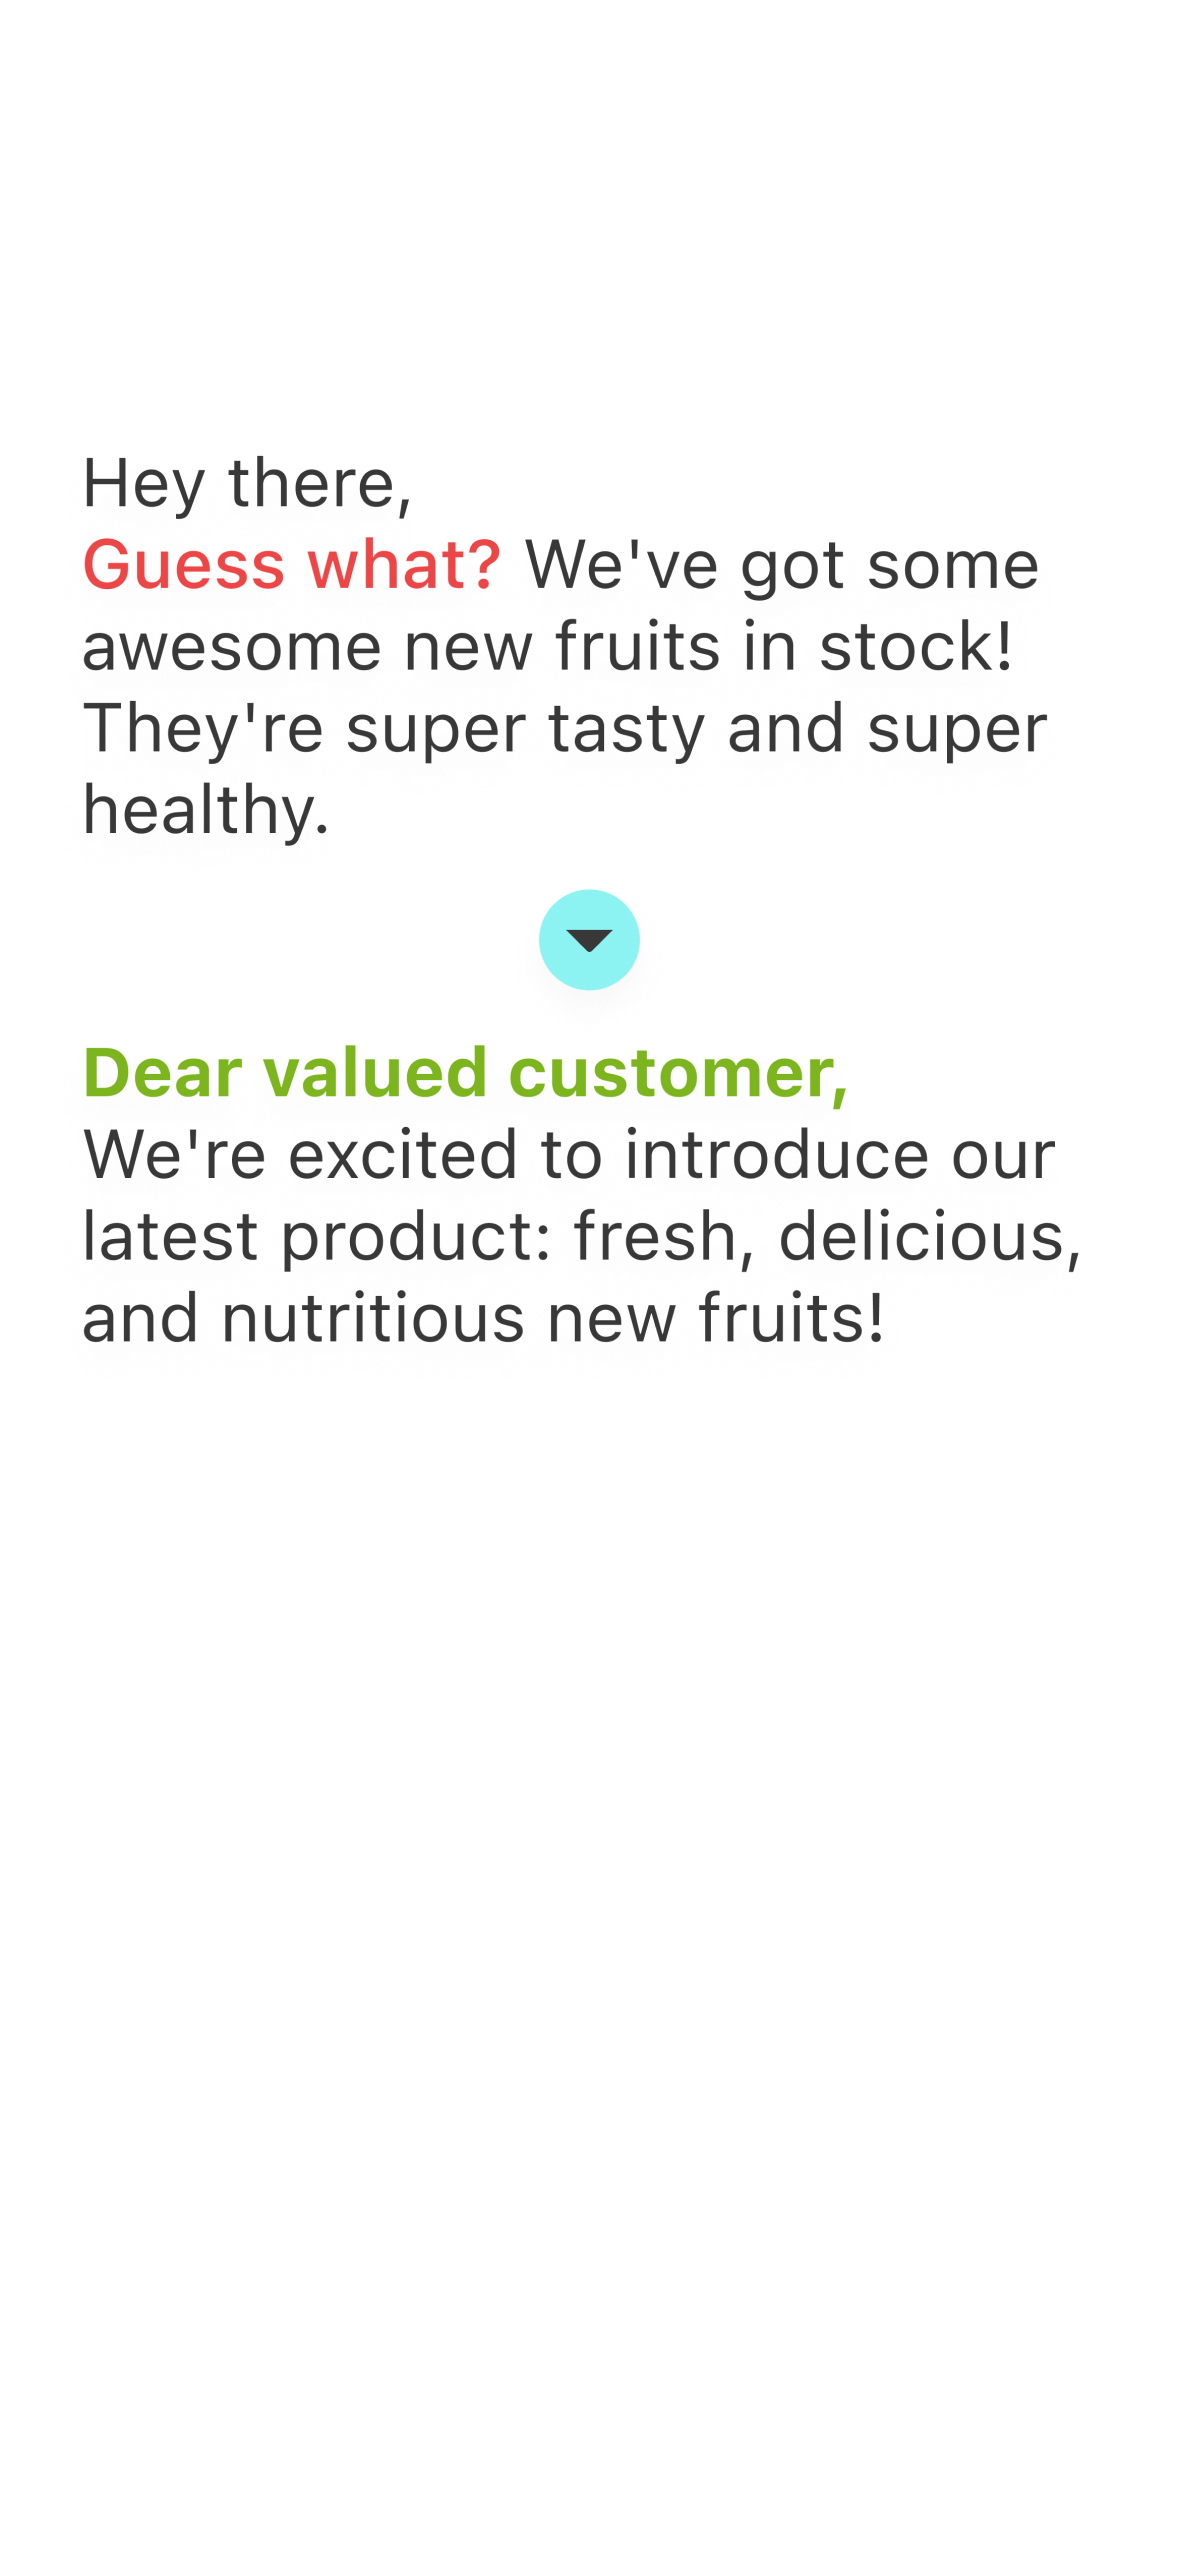 Hey there,
Guess what? We've got some
awesome new fruits in stock!
They're super tasty and super
healthy.
Dear valued customer,
We're excited to introduce our
latest product: fresh, delicious,
and nutritious new fruits!